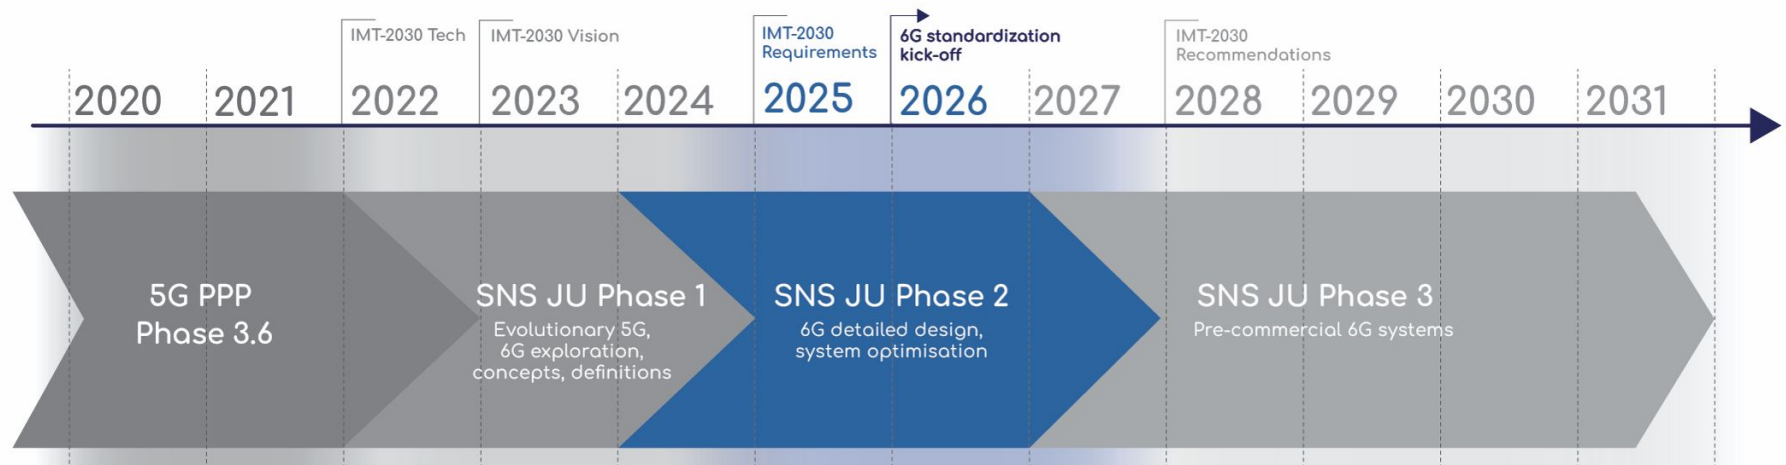 IMT-2030 Tech
IMT-2030 Vision
IMT-2030
Requirements
6G standardization
kick-off
IMT-2030
Recommendations
2020
2021
2022
2023
2024
2025
2026
2027
2028
2029
2030
2031
5G PPP
Phase 3.6
SNS JU Phase 1
Evolutionary 5G,
6G exploration,
concepts, definitions
SNS JU Phase 2
6G detailed design,
system optimisation
SNS JU Phase 3
Pre-commercial 6G systems